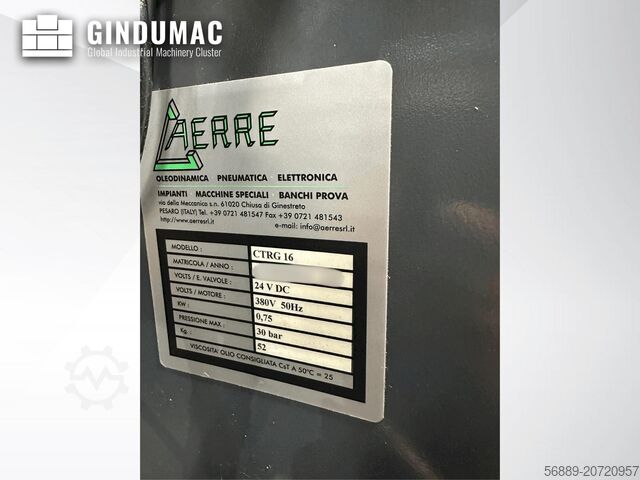 GINDUMAC
Global Industrial Machinery Cluster
AERRE
OLEODINAMICA PNEUMATICA ELETTRONICA
IMPIANTI MACCHINE SPECIALI BANCHI PROVA
via della Meccanica s.n. 61020 Chiusa di Ginestreto
PESARO (ITALY) Tel. +39 0721 481547 Fax +39 0721 481543
http://www.aerresrl.it e-mail: info@aerresrl.it
MODELLO : CTRG 16
MATRICOLA / ANNO :
VOLTS / E. VALVOLE : 24 V DC
VOLTS / MOTORE : 380V 50Hz
KW : 0,75
PRESSIONE MAX : 30 bar
Kg. : 52
VISCOSITA' OLIO CONSIGLIATA CsT A 50°C = 25
56889-20720957